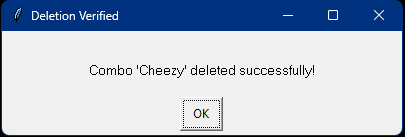 Deletion Verified
Combo 'Cheezy' deleted successfully!
OK